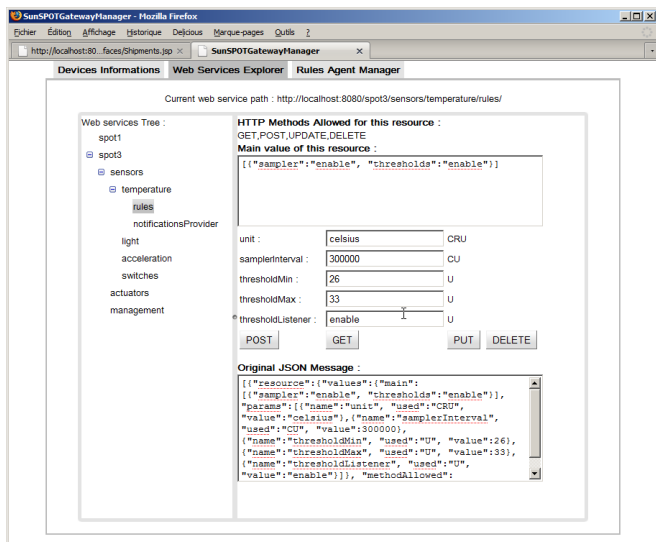 SunSPOTGatewayManager - Mozilla Firefox
Fichier Édition Affichage Historique Delicious Marque-pages Outils ?
http://localhost:80...faces/Shipments.jsp × SunSPOTGatewayManager ×
Devices Informations Web Services Explorer Rules Agent Manager
Current web service path : http://localhost:8080/spot3/sensors/temperature/rules/
Web services Tree :
spot1
spot3
sensors
temperature
rules
notificationsProvider
light
acceleration
switches
actuators
management
HTTP Methods Allowed for this resource :
GET,POST,UPDATE,DELETE
Main value of this resource :
[{"sampler":"enable", "thresholds":"enable"}]
unit : celsius CRU
samplerInterval : 300000 CU
thresholdMin : 26 U
thresholdMax : 33 U
thresholdListener : enable U
POST GET PUT DELETE
Original JSON Message :
[{"resource":{"values":{"main":
[{"sampler":"enable", "thresholds":"enable"}],
"params":[{"name":"unit", "used":"CRU",
"value":"celsius"},{"name":"samplerInterval",
"used":"CU", "value":300000},
{"name":"thresholdMin", "used":"U", "value":26},
{"name":"thresholdMax", "used":"U", "value":33},
{"name":"thresholdListener", "used":"U",
"value":"enable"}]}, "methodAllowed":